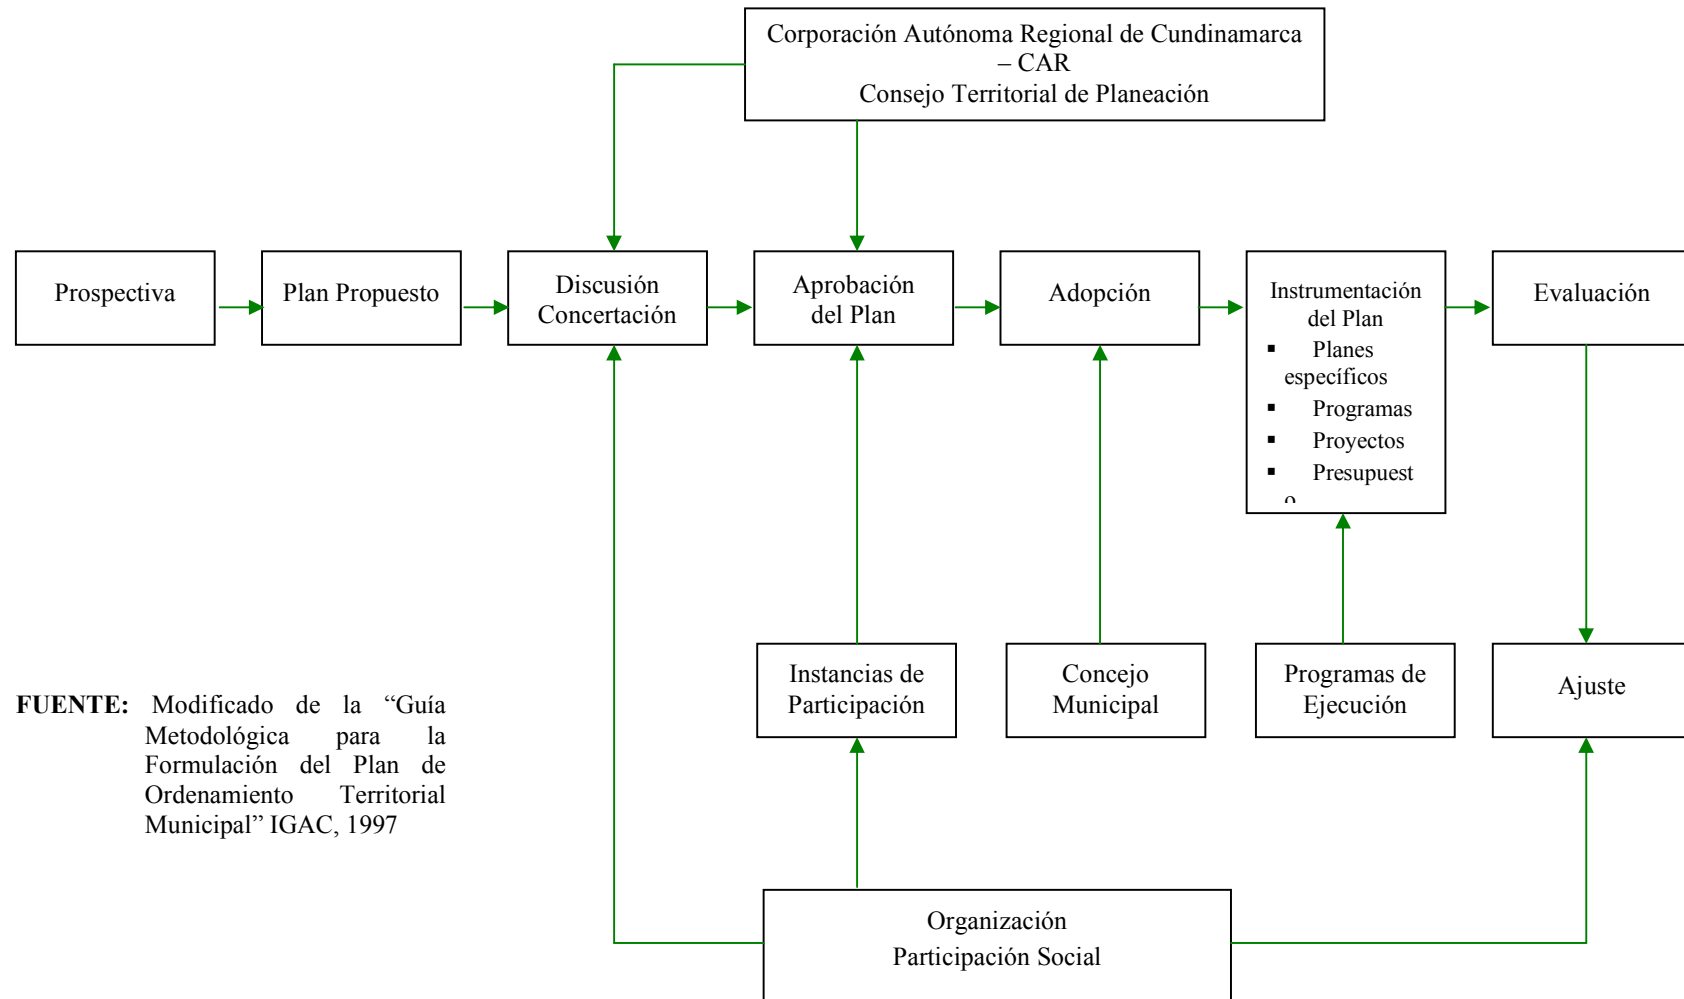 Corporación Autónoma Regional de Cundinamarca
– CAR
Consejo Territorial de Planeación
Prospectiva
Plan Propuesto
Discusión
Concertación
Aprobación
del Plan
Adopción
Instrumentación
del Plan
▪ Planes
específicos
▪ Programas
▪ Proyectos
▪ Presupuest
o
Evaluación
Instancias de
Participación
Concejo
Municipal
Programas de
Ejecución
Ajuste
FUENTE: Modificado de la “Guía
Metodológica para la
Formulación del Plan de
Ordenamiento Territorial
Municipal” IGAC, 1997
Organización
Participación Social